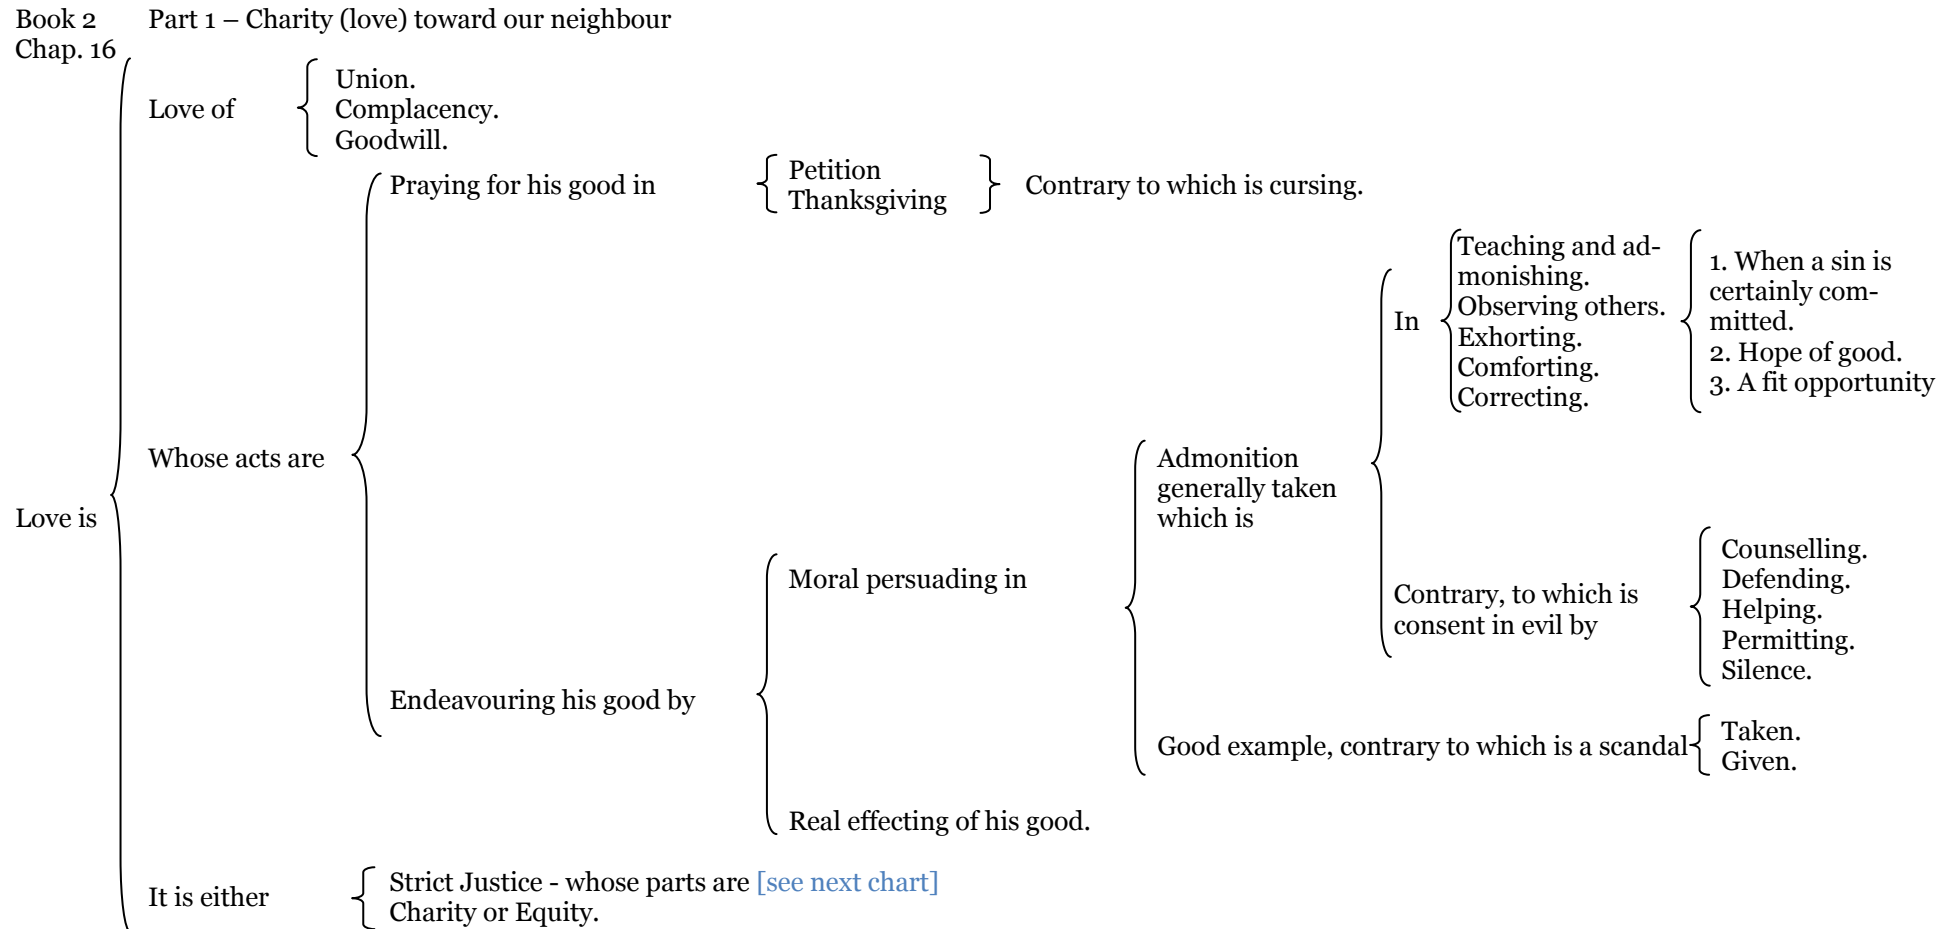 Book 2 Part 1 – Charity (love) toward our neighbour
Chap. 16
Love is
Love of
Union.
Complacency.
Goodwill.
Whose acts are
Praying for his good in
Petition
Thanksgiving
Contrary to which is cursing.
Endeavouring his good by
Moral persuading in
Admonition
generally taken
which is
In
Teaching and ad-
monishing.
Observing others.
Exhorting.
Comforting.
Correcting.
1. When a sin is
certainly com-
mitted.
2. Hope of good.
3. A fit opportunity
Contrary, to which is
consent in evil by
Counselling.
Defending.
Helping.
Permitting.
Silence.
Good example, contrary to which is a scandal
Taken.
Given.
Real effecting of his good.
It is either
Strict Justice - whose parts are [see next chart]
Charity or Equity.